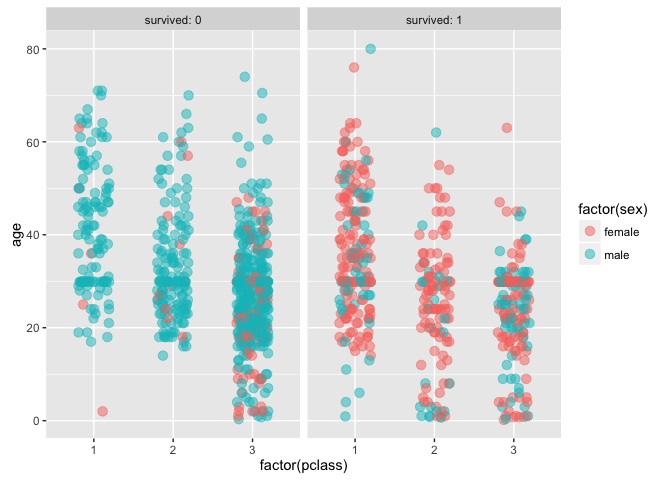 survived: 0 survived: 1
80
60
40
20
0
age
1 2 3 1 2 3
factor(pclass)
factor(sex)
female
male